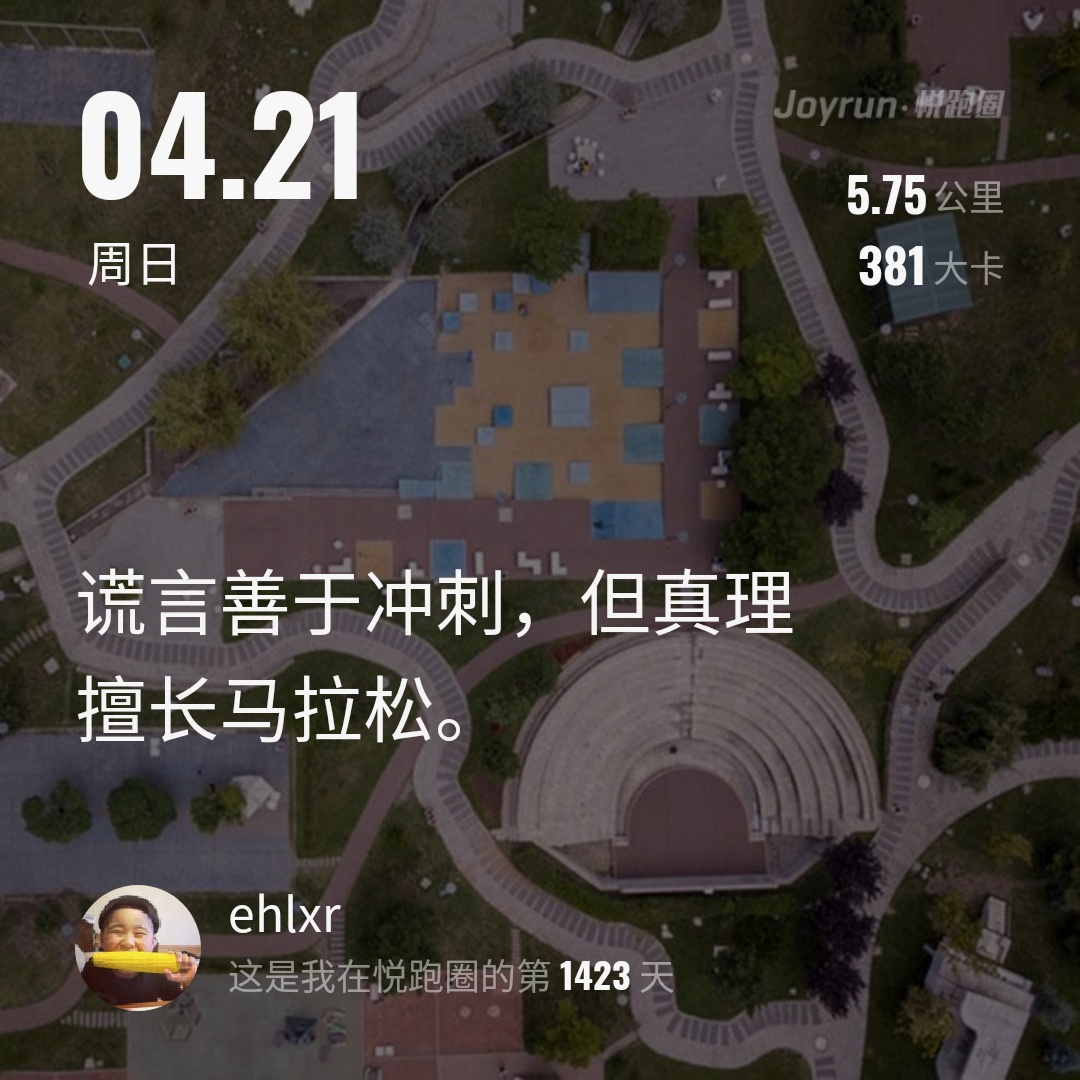 04.21
周日
Joyrun·悦跑圈
5.75 公里
381 大卡
谎言善于冲刺，但真理
擅长马拉松。
ehlxr
这是我在悦跑圈的第 1423 天